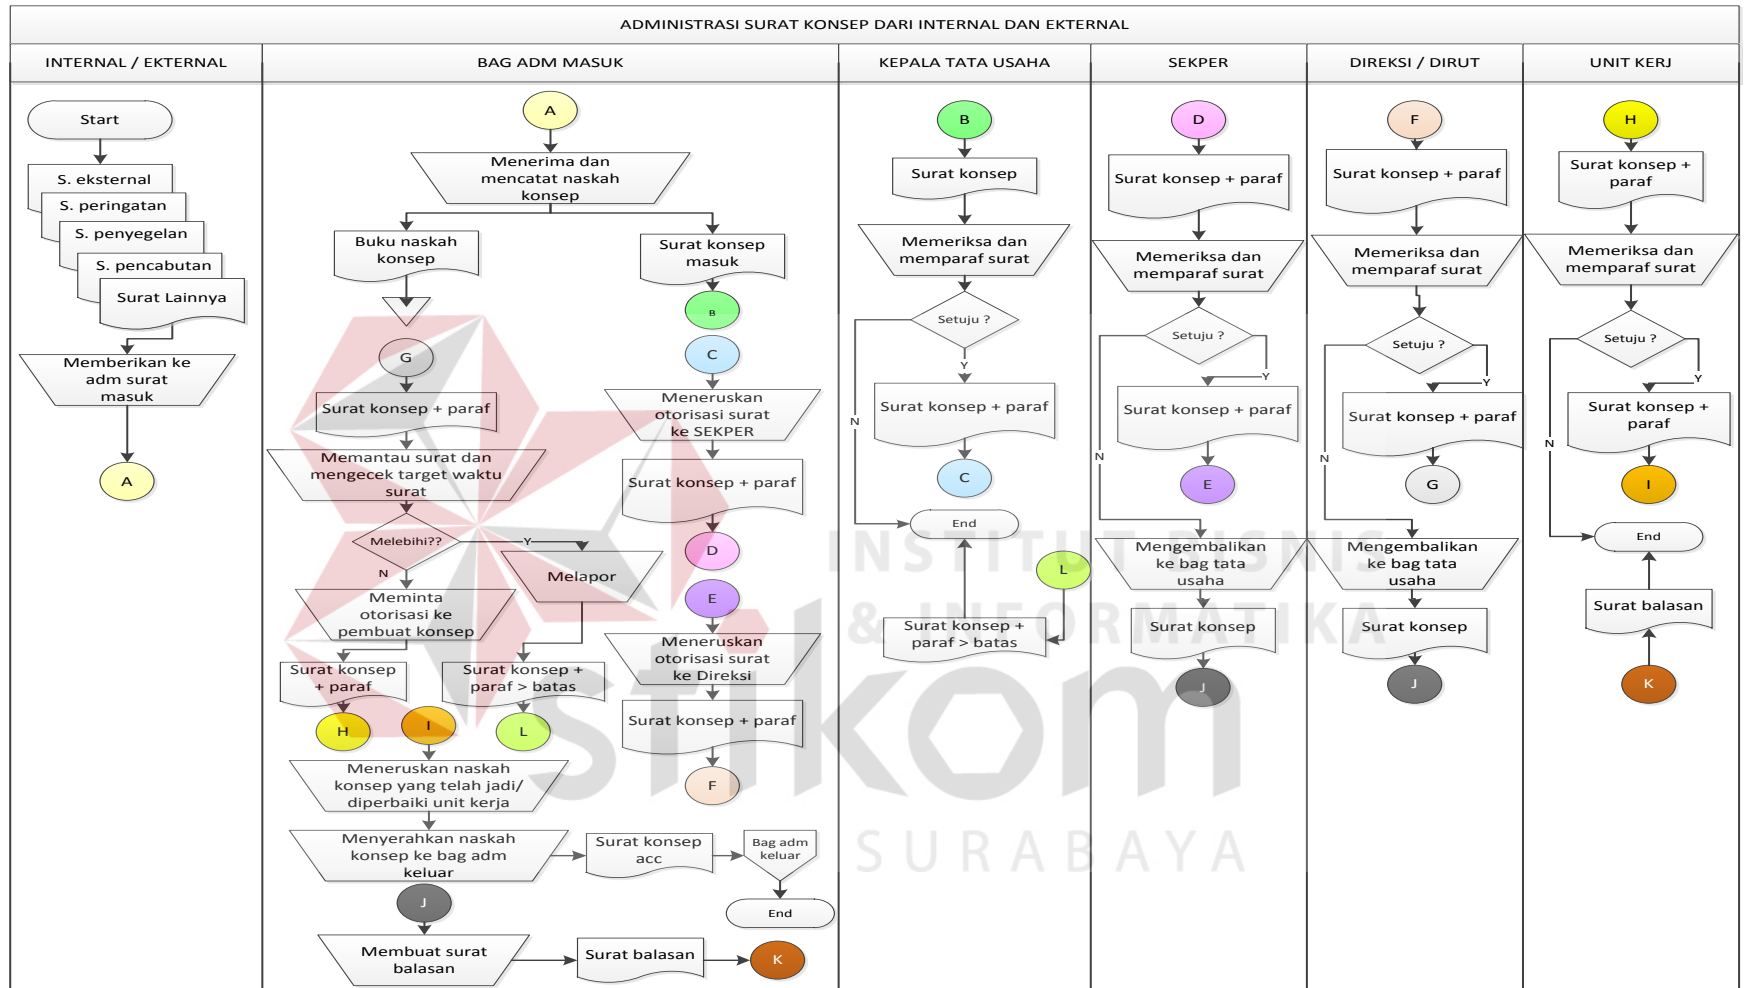 ADMINISTRASI SURAT KONSEP DARI INTERNAL DAN EKTERNAL
INTERNAL / EKTERNAL
BAG ADM MASUK
KEPALA TATA USAHA
SEKPER
DIREKSI / DIRUT
UNIT KERJ
Start
S. eksternal
S. peringatan
S. penyegelan
S. pencabutan
Surat Lainnya
Memberikan ke
adm surat
masuk
A
A
Menerima dan
mencatat naskah
konsep
Buku naskah
konsep
Surat konsep
masuk
B
G
C
Surat konsep + paraf
Meneruskan
otorisasi surat
ke SEKPER
Memantau surat dan
mengecek target waktu
surat
Surat konsep + paraf
Melebihi??
Y
N
D
Melapor
Meminta
otorisasi ke
pembuat konsep
E
Meneruskan
otorisasi surat
ke Direksi
Surat konsep
+ paraf
Surat konsep +
paraf > batas
Surat konsep + paraf
H
I
L
F
Meneruskan naskah
konsep yang telah jadi/
diperbaiki unit kerja
Menyerahkan naskah
konsep ke bag adm
keluar
Surat konsep
acc
Bag adm
keluar
End
J
Membuat surat
balasan
Surat balasan
K
B
Surat konsep
Memeriksa dan
memparaf surat
Setuju ?
Y
N
Surat konsep + paraf
C
End
L
Surat konsep +
paraf > batas
D
Surat konsep + paraf
Memeriksa dan
memparaf surat
Setuju ?
Y
Surat konsep + paraf
N
E
Mengembalikan
ke bag tata
usaha
Surat konsep
J
F
Surat konsep + paraf
Memeriksa dan
memparaf surat
Setuju ?
Y
Surat konsep + paraf
N
G
Mengembalikan
ke bag tata
usaha
Surat konsep
J
H
Surat konsep +
paraf
Memeriksa dan
memparaf surat
Setuju ?
Y
Surat konsep +
paraf
N
I
End
Surat balasan
K
INSTITUT BISNIS
& INFORMATIKA
stikom
SURABAYA